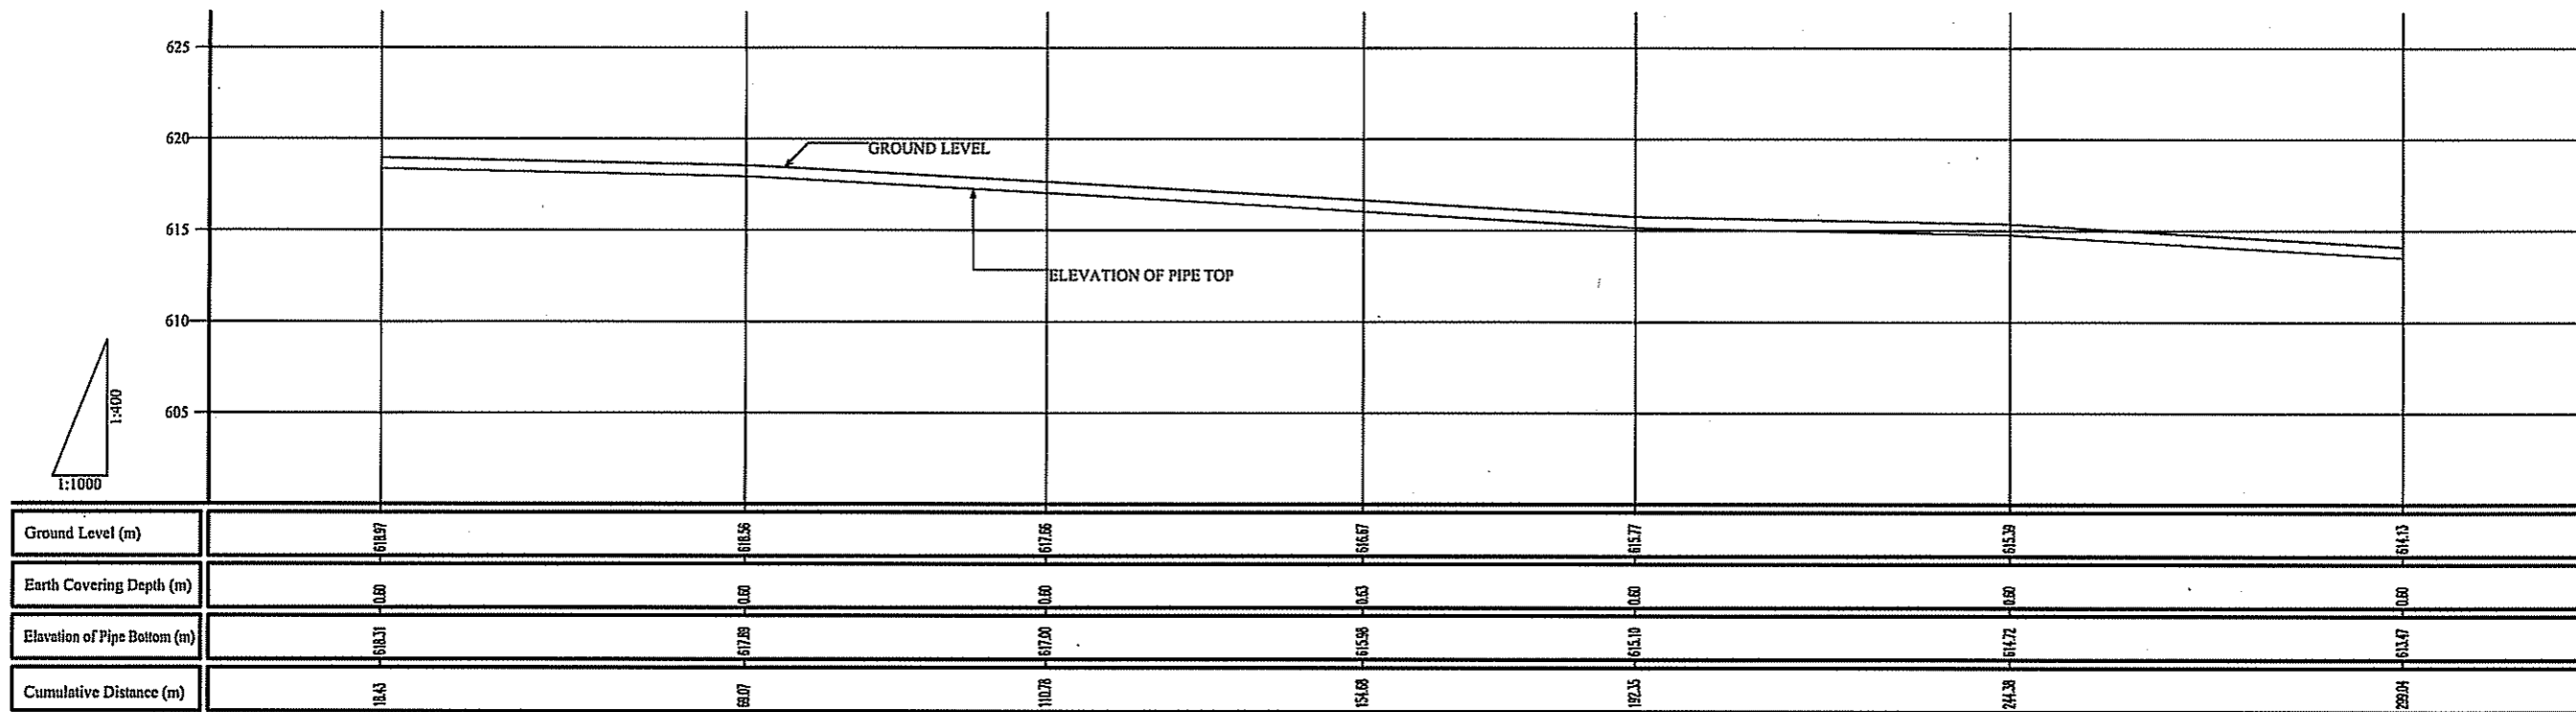 625
620
GROUND LEVEL
615
ELEVATION OF PIPE TOP
610
605
1:400
1:1000
Ground Level (m) 618.97 618.56 617.66 616.67 615.77 615.39 614.13
Earth Covering Depth (m) 0.60 0.60 0.60 0.63 0.60 0.60 0.60
Elavation of Pipe Bottom (m) 618.31 617.89 617.00 615.98 615.10 614.72 613.47
Cumulative Distance (m) 18.43 69.07 110.78 154.68 192.35 244.38 299.04